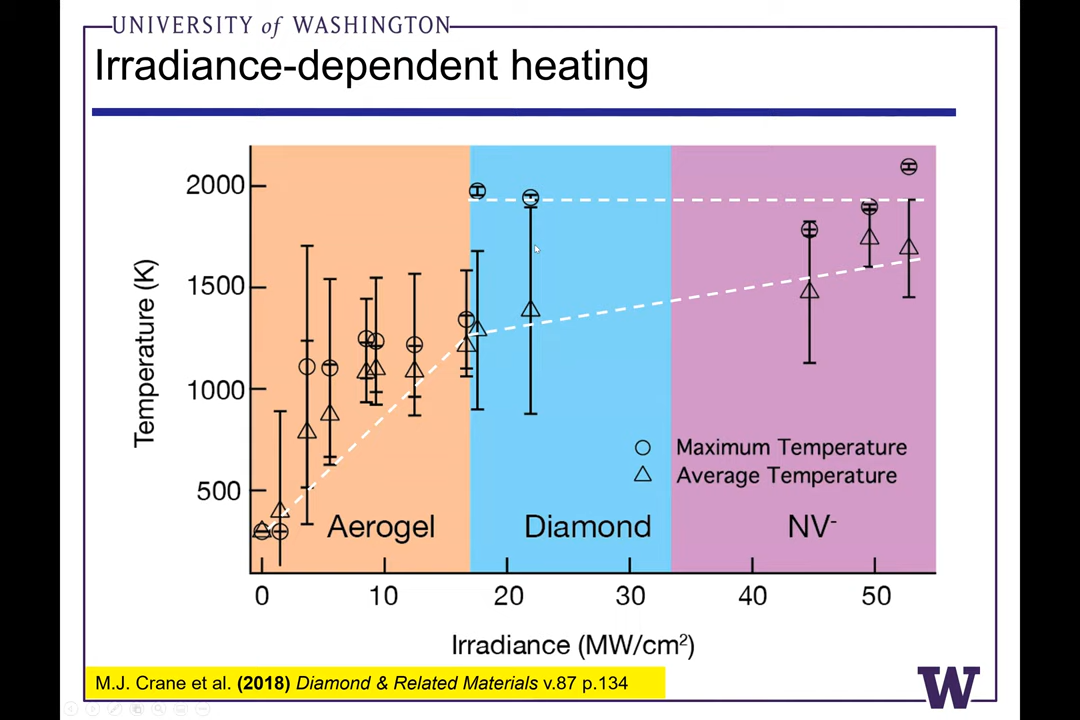 UNIVERSITY of WASHINGTON
Irradiance-dependent heating
Temperature (K)
2000
1500
1000
500
Maximum Temperature
Average Temperature
Aerogel Diamond NV-
0 10 20 30 40 50
Irradiance (MW/cm²)
M.J. Crane et al. (2018) Diamond & Related Materials v.87 p.134
W